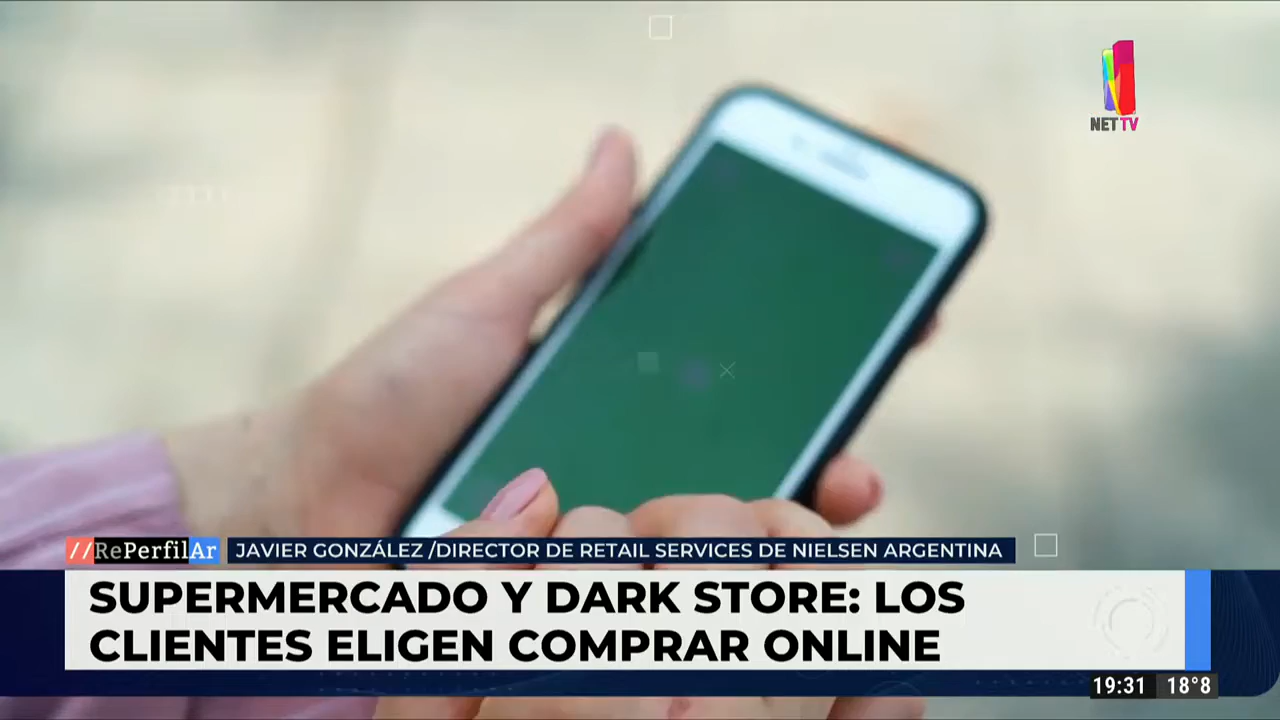 NET TV
//RePerfilAr
JAVIER GONZÁLEZ /DIRECTOR DE RETAIL SERVICES DE NIELSEN ARGENTINA
SUPERMERCADO Y DARK STORE: LOS
CLIENTES ELIGEN COMPRAR ONLINE
19:31 18°8